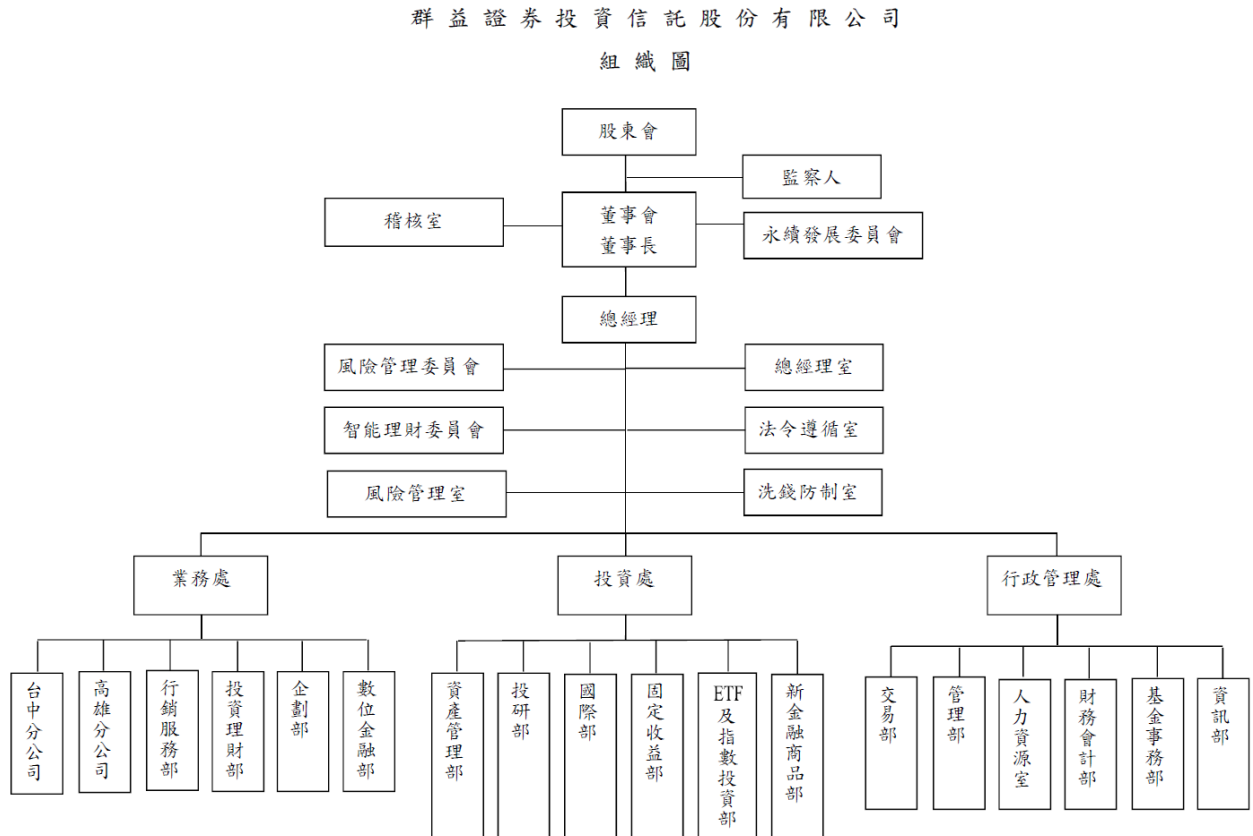 群益證券投資信託股份有限公司
組織圖
股東會
監察人
稽核室
董事會
董事長
永續發展委員會
總經理
風險管理委員會
總經理室
智能理財委員會
法令遵循室
風險管理室
洗錢防制室
業務處
投資處
行政管理處
台中分公司
高雄分公司
行銷服務部
投資理財部
企劃部
數位金融部
資產管理部
投研部
國際部
固定收益部
ETF及指數投資部
新金融商品部
交易部
管理部
人力資源室
財務會計部
基金事務部
資訊部